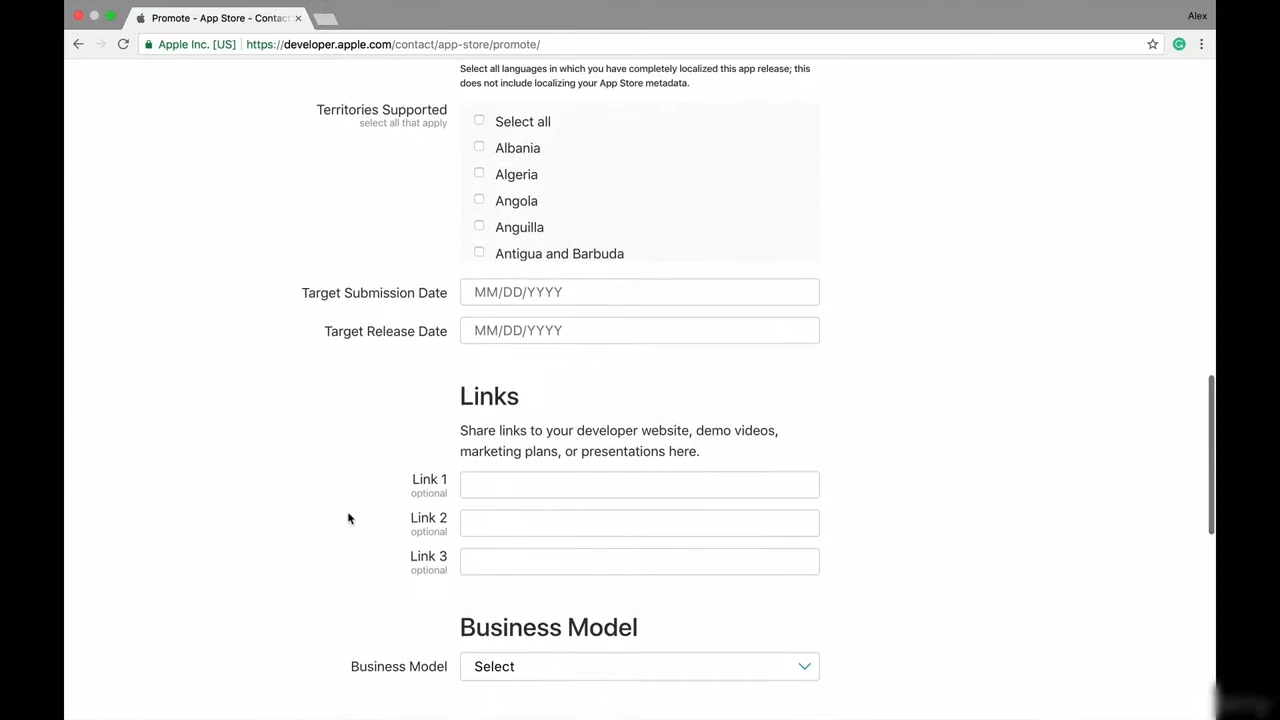 Promote - App Store - Contact
Alex
Apple Inc. [US]
https://developer.apple.com/contact/app-store/promote/
Select all languages in which you have completely localized this app release; this
does not include localizing your App Store metadata.
Territories Supported
select all that apply
Select all
Albania
Algeria
Angola
Anguilla
Antigua and Barbuda
Target Submission Date
MM/DD/YYYY
Target Release Date
MM/DD/YYYY
Links
Share links to your developer website, demo videos,
marketing plans, or presentations here.
Link 1
optional
Link 2
optional
Link 3
optional
Business Model
Business Model
Select